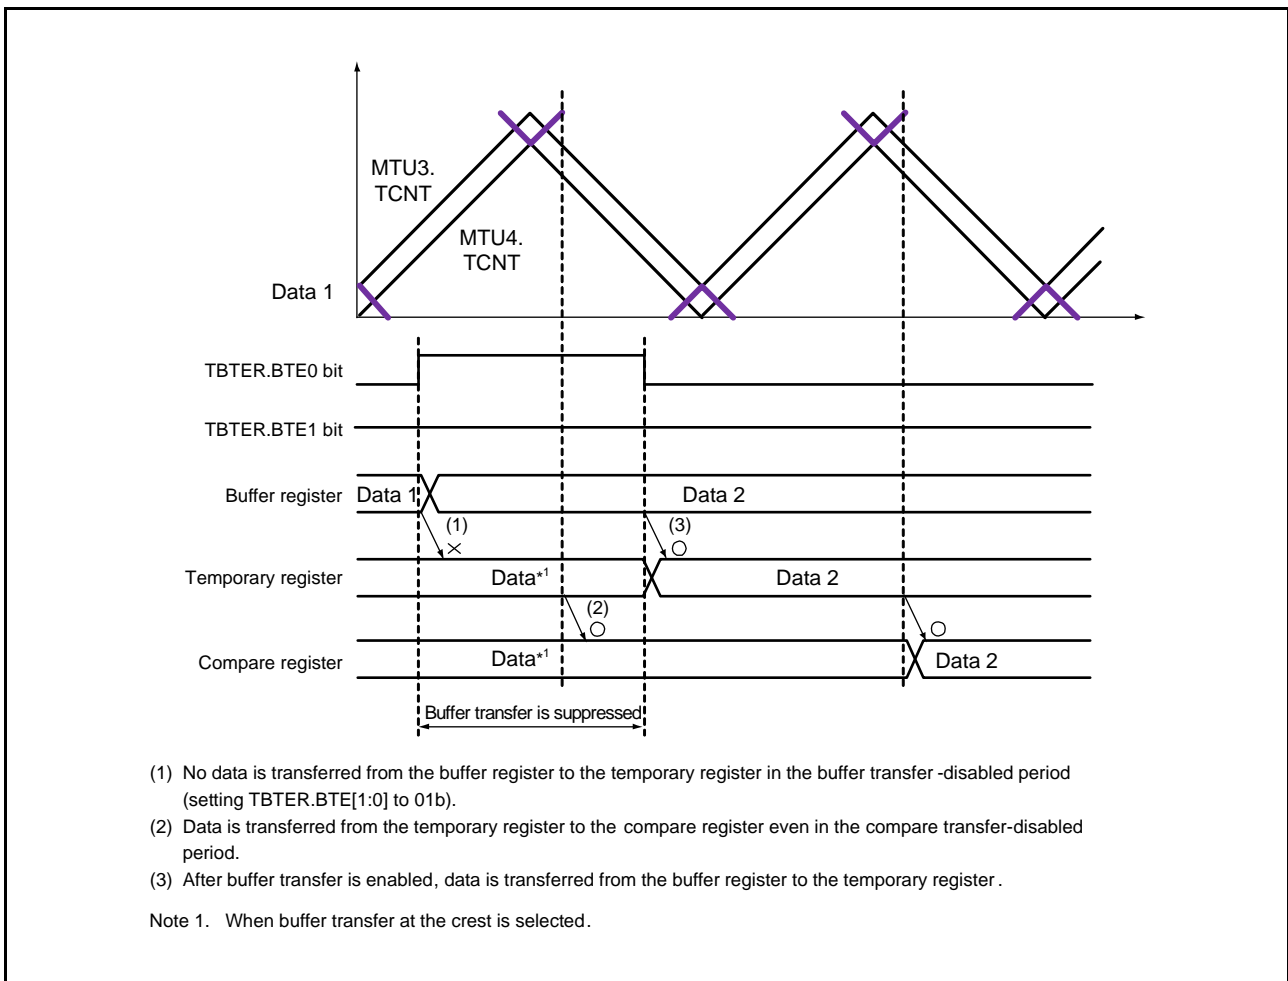 MTU3.
TCNT
MTU4.
TCNT
Data 1
TBTER.BTE0 bit
TBTER.BTE1 bit
Buffer register
Data 1
Data 2
(1)
(3)
Temporary register
Data*1
Data 2
(2)
Compare register
Data*1
Data 2
Buffer transfer is suppressed
(1) No data is transferred from the buffer register to the temporary register in the buffer transfer -disabled period
(setting TBTER.BTE[1:0] to 01b).
(2) Data is transferred from the temporary register to the compare register even in the compare transfer-disabled
period.
(3) After buffer transfer is enabled, data is transferred from the buffer register to the temporary register .
Note 1. When buffer transfer at the crest is selected.